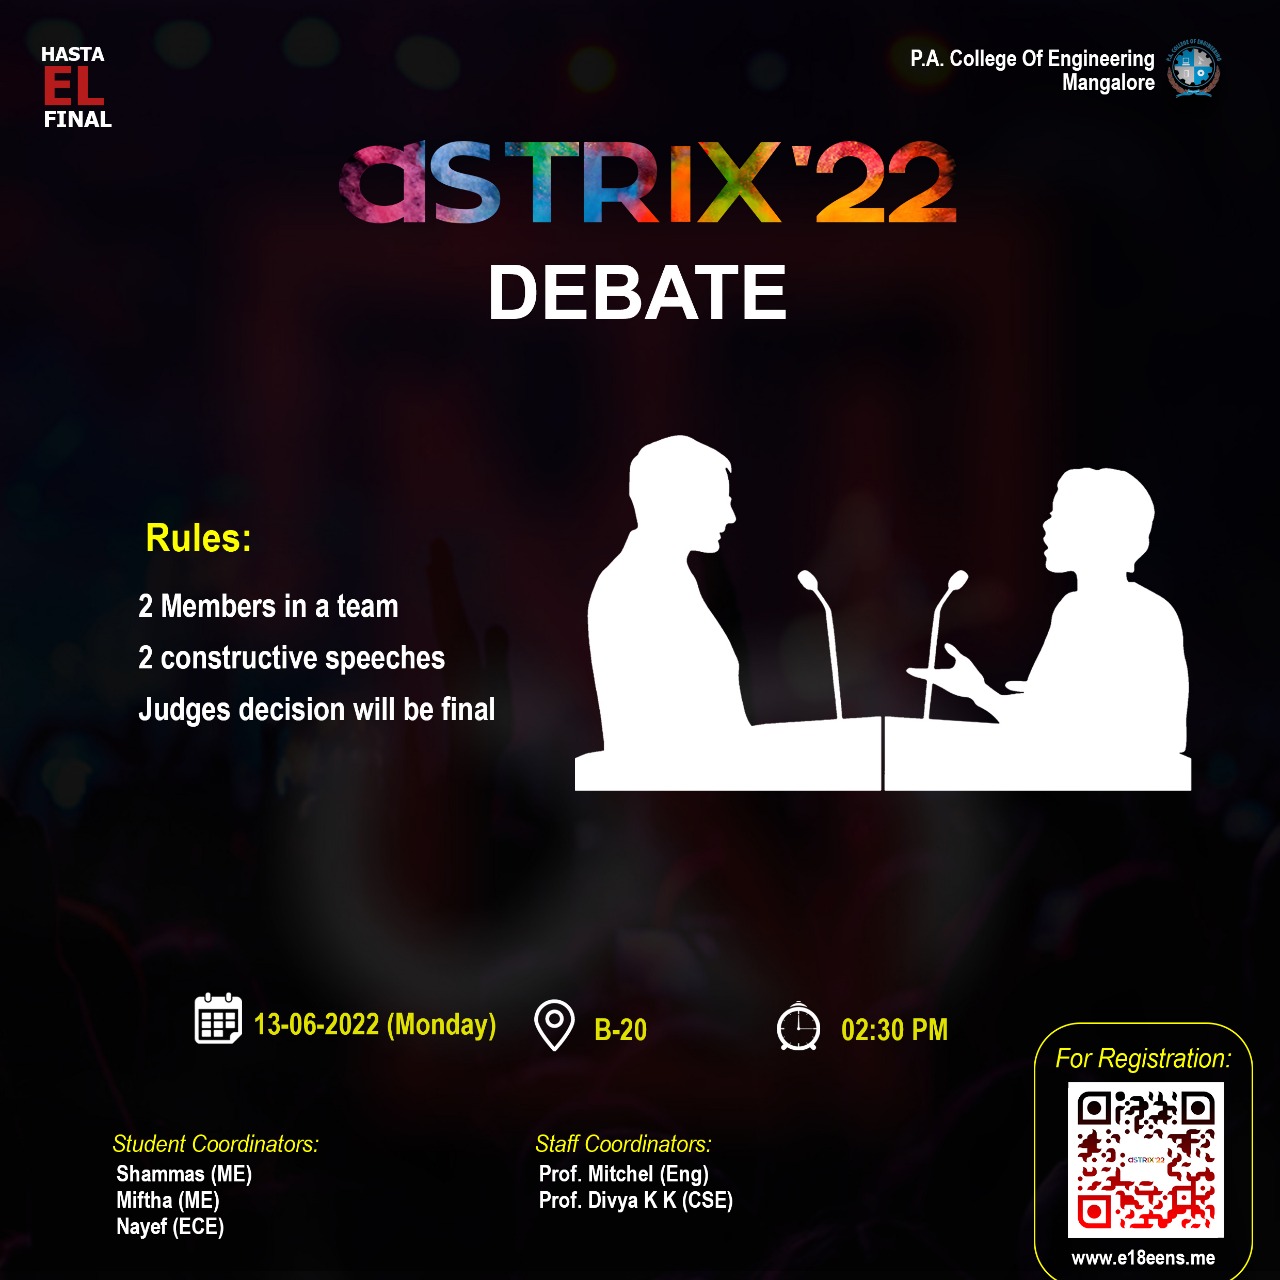 HASTA
EL
FINAL
P.A. College Of Engineering
Mangalore
aSTRIX'22
DEBATE
Rules:
2 Members in a team
2 constructive speeches
Judges decision will be final
13-06-2022 (Monday)
B-20
02:30 PM
For Registration:
aSTRIX'22
www.e18eens.me
Student Coordinators:
Shammas (ME)
Miftha (ME)
Nayef (ECE)
Staff Coordinators:
Prof. Mitchel (Eng)
Prof. Divya K K (CSE)